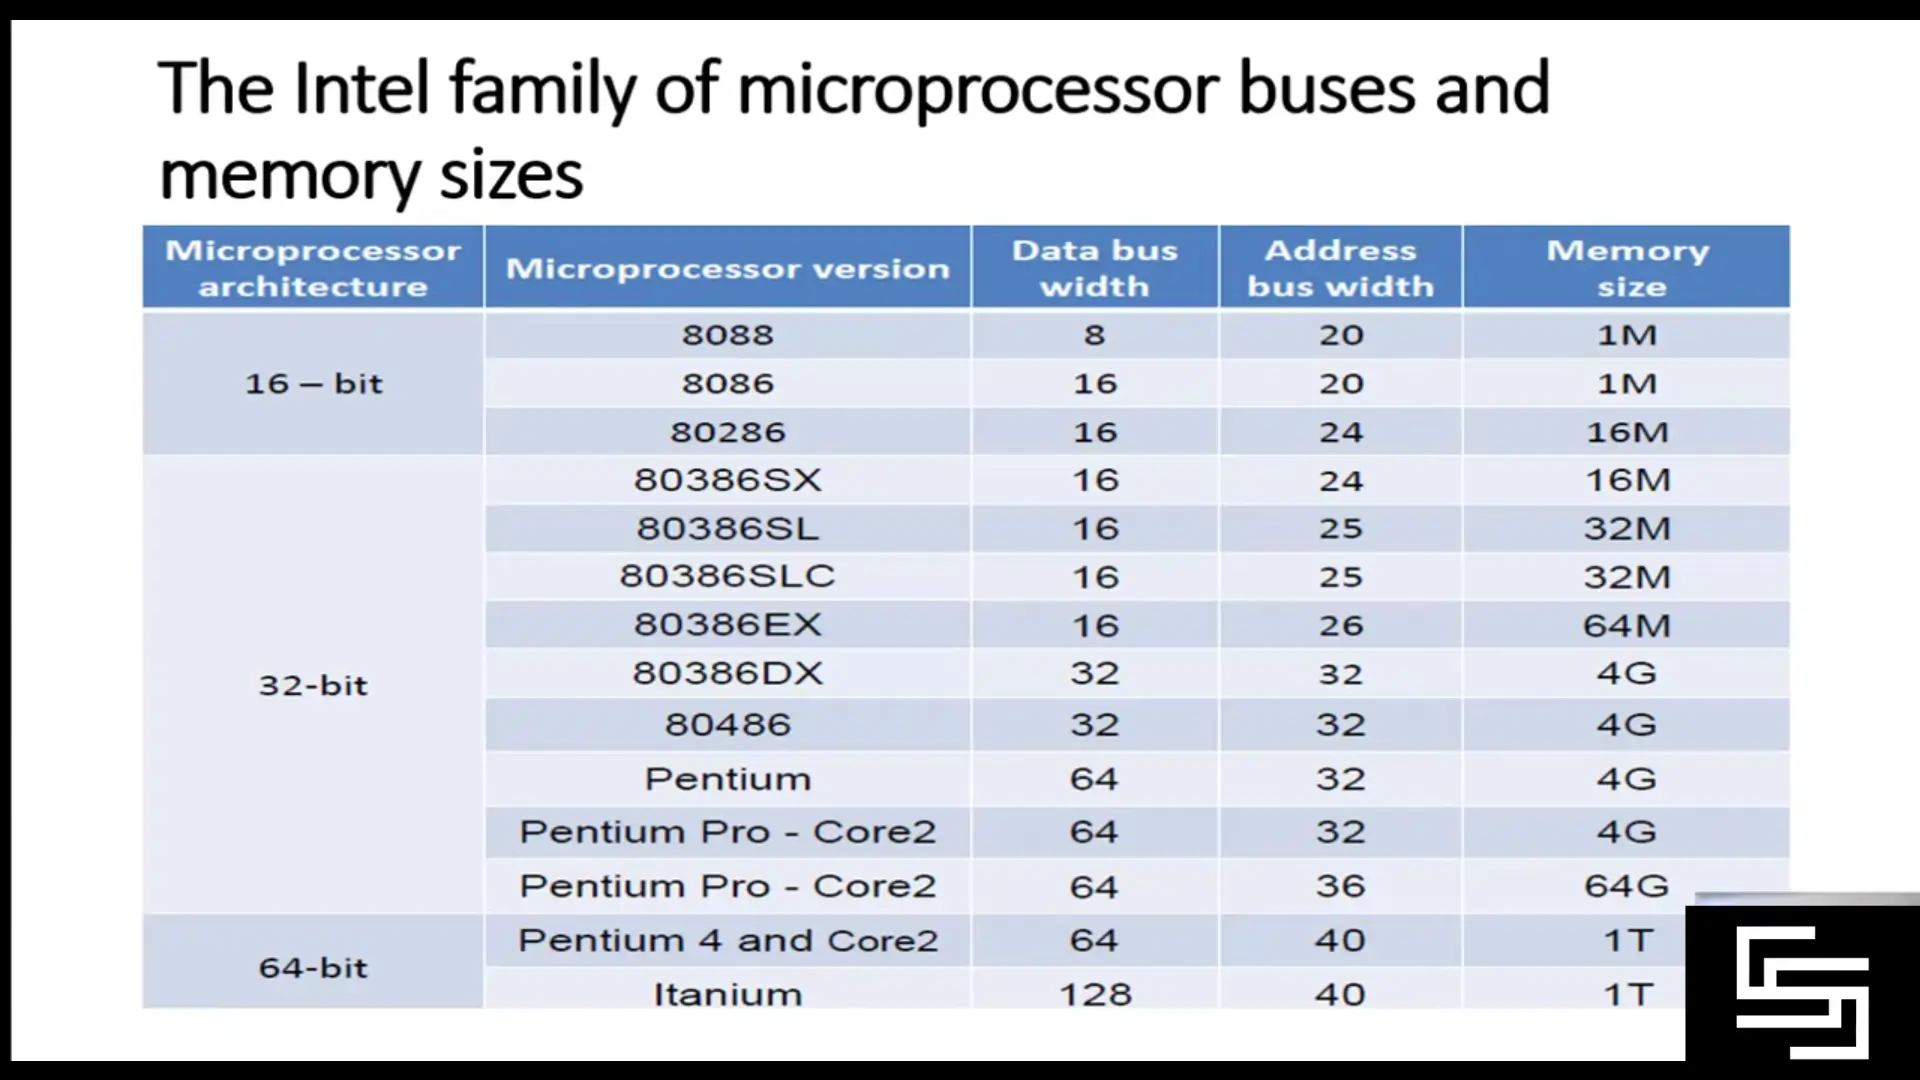 The Intel family of microprocessor buses and
memory sizes
Microprocessor architecture Microprocessor version Data bus width Address bus width Memory size
16 – bit 8088 8 20 1M
8086 16 20 1M
80286 16 24 16M
32-bit 80386SX 16 24 16M
80386SL 16 25 32M
80386SLC 16 25 32M
80386EX 16 26 64M
80386DX 32 32 4G
80486 32 32 4G
Pentium 64 32 4G
Pentium Pro - Core2 64 32 4G
Pentium Pro - Core2 64 36 64G
64-bit Pentium 4 and Core2 64 40 1T
Itanium 128 40 1T